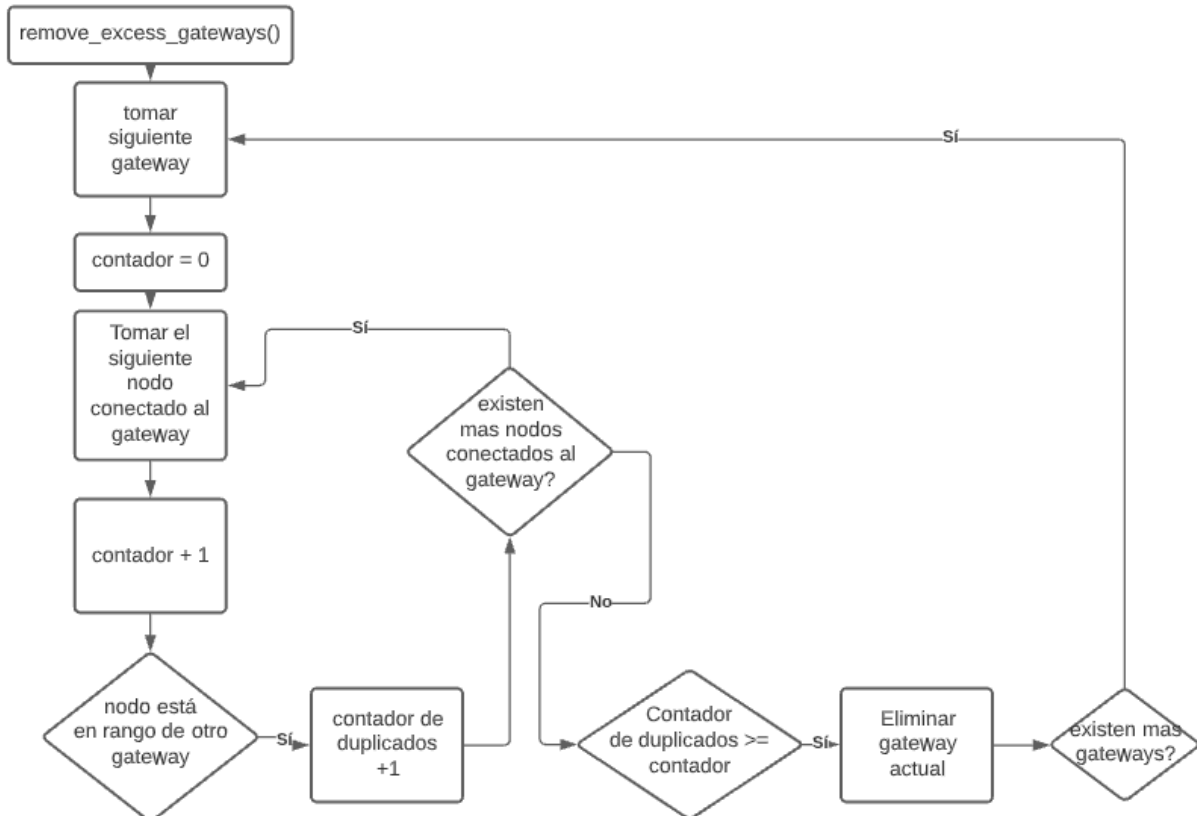 remove_excess_gateways()
tomar
siguiente
gateway
Sí
contador = 0
Tomar el
siguiente
nodo
conectado al
gateway
Sí
existen
mas nodos
conectados al
gateway?
contador + 1
No
nodo está
en rango de otro
gateway
Sí
contador de
duplicados
+1
Contador
de duplicados >=
contador
Sí
Eliminar
gateway
actual
existen mas
gateways?